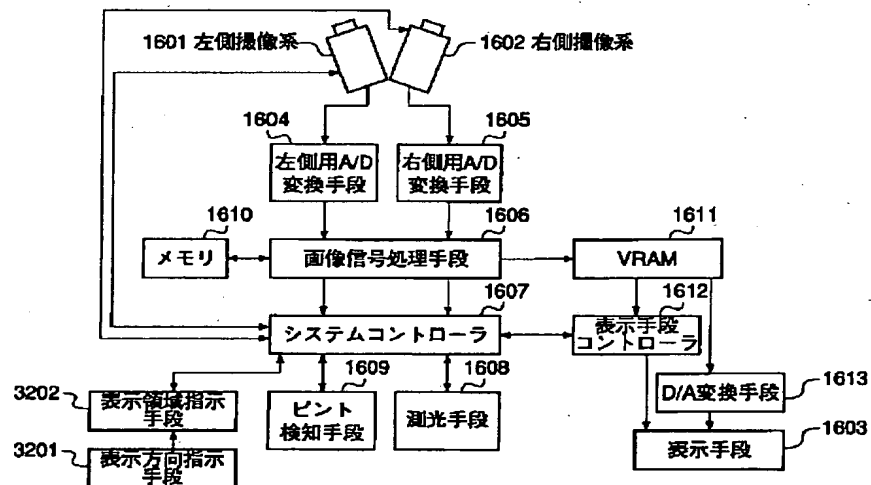 1601 左側撮像系
1602 右側撮像系
1604
1605
左側用A/D
変換手段
右側用A/D
変換手段
1610
1606
1611
メモリ
画像信号処理手段
VRAM
1607
1612
システムコントローラ
表示手段
コントローラ
1609
1608
3202
表示領域指示
手段
ピント
検知手段
測光手段
D/A変換手段
1613
3201
表示方向指示
手段
表示手段
1603